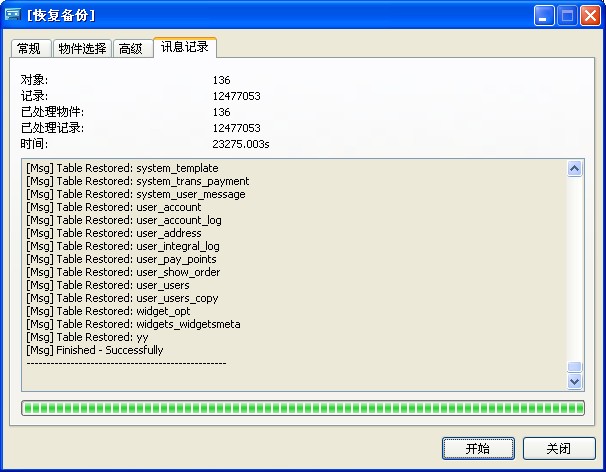 [恢复备份]
常规 物件选择 高级 讯息记录
对象: 136
记录: 12477053
已处理物件: 136
已处理记录: 12477053
时间: 23275.003s
[Msg] Table Restored: system_template
[Msg] Table Restored: system_trans_payment
[Msg] Table Restored: system_user_message
[Msg] Table Restored: user_account
[Msg] Table Restored: user_account_log
[Msg] Table Restored: user_address
[Msg] Table Restored: user_integral_log
[Msg] Table Restored: user_pay_points
[Msg] Table Restored: user_show_order
[Msg] Table Restored: user_users
[Msg] Table Restored: user_users_copy
[Msg] Table Restored: widget_opt
[Msg] Table Restored: widgets_widgetsmeta
[Msg] Table Restored: yy
[Msg] Finished - Successfully
--------------------------------------------------
开始 关闭